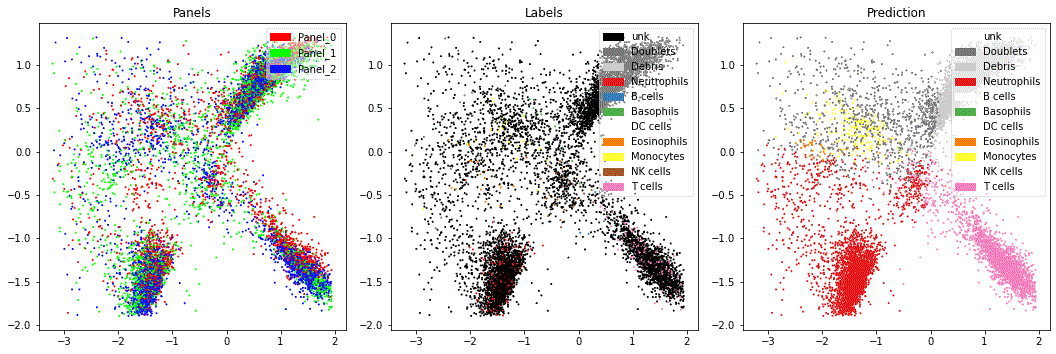 Panels
Labels
Prediction
Panel_0
Panel_1
Panel_2
1.0
0.5
0.0
−0.5
−1.0
−1.5
−2.0
−3
−2
−1
0
1
2
unk
Doublets
Debris
Neutrophils
B cells
Basophils
DC cells
Eosinophils
Monocytes
NK cells
T cells
1.0
0.5
0.0
−0.5
−1.0
−1.5
−2.0
−3
−2
−1
0
1
2
unk
Doublets
Debris
Neutrophils
B cells
Basophils
DC cells
Eosinophils
Monocytes
NK cells
T cells
1.0
0.5
0.0
−0.5
−1.0
−1.5
−2.0
−3
−2
−1
0
1
2